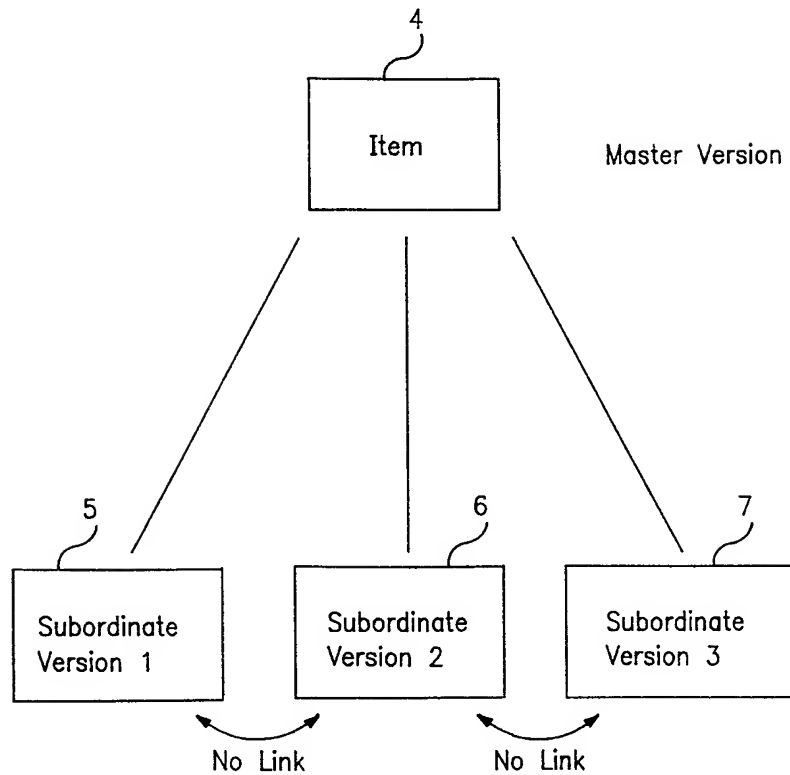 4
Item
Master Version
5
6
7
Subordinate
Version 1
Subordinate
Version 2
Subordinate
Version 3
No Link
No Link